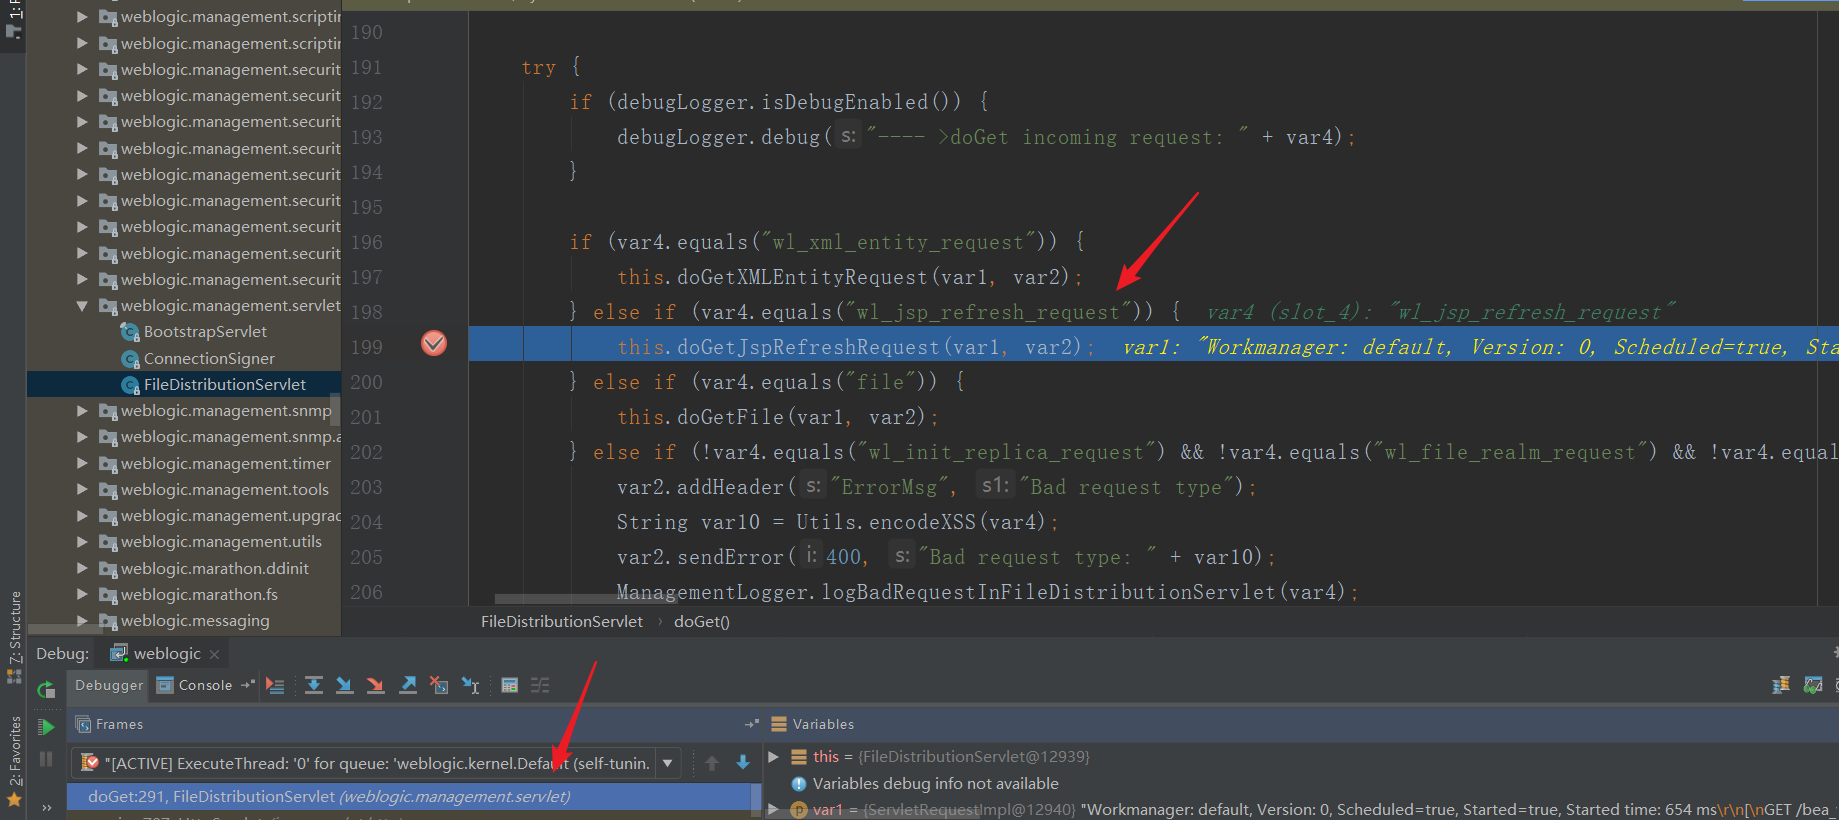 weblogic.management.scriptin
weblogic.management.scriptin
weblogic.management.securit
weblogic.management.securit
weblogic.management.securit
weblogic.management.securit
weblogic.management.securit
weblogic.management.securit
weblogic.management.securit
weblogic.management.securit
weblogic.management.securit
weblogic.management.servlet
BootstrapServlet
ConnectionSigner
FileDistributionServlet
weblogic.management.snmp
weblogic.management.snmp.a
weblogic.management.timer
weblogic.management.tools
weblogic.management.upgrad
weblogic.management.utils
weblogic.marathon.ddinit
weblogic.marathon.fs
weblogic.messaging
190
191 try {
192 if (debugLogger.isDebugEnabled()) {
193 debugLogger.debug( s: "---- >doGet incoming request: " + var4);
194 }
195
196 if (var4.equals("wl_xml_entity_request")) {
197 this.doGetXMLEntityRequest(var1, var2);
198 } else if (var4.equals("wl_jsp_refresh_request")) { var4 (slot_4): "wl_jsp_refresh_request"
199 this.doGetJspRefreshRequest(var1, var2); var1: "Workmanager: default, Version: 0, Scheduled=true, Sta
200 } else if (var4.equals("file")) {
201 this.doGetFile(var1, var2);
202 } else if (!var4.equals("wl_init_replica_request") && !var4.equals("wl_file_realm_request") && !var4.equal
203 var2.addHeader( s: "ErrorMsg", s1: "Bad request type");
204 String var10 = Utils.encodeXSS(var4);
205 var2.sendError( i: 400, s: "Bad request type: " + var10);
206 ManagementLogger.logBadRequestInFileDistributionServlet(var4);
FileDistributionServlet › doGet()
Z: Structure
2: Favorites
Debug: weblogic
Debugger Console
Frames
"[ACTIVE] ExecuteThread: '0' for queue: 'weblogic.kernel.Default (self-tunin.
doGet:291, FileDistributionServlet (weblogic.management.servlet)
Variables
this = {FileDistributionServlet@12939}
Variables debug info not available
var1 = {ServletRequestImpl@12940} "Workmanager: default, Version: 0, Scheduled=true, Started=true, Started time: 654 ms\r\n[\nGET /bea_